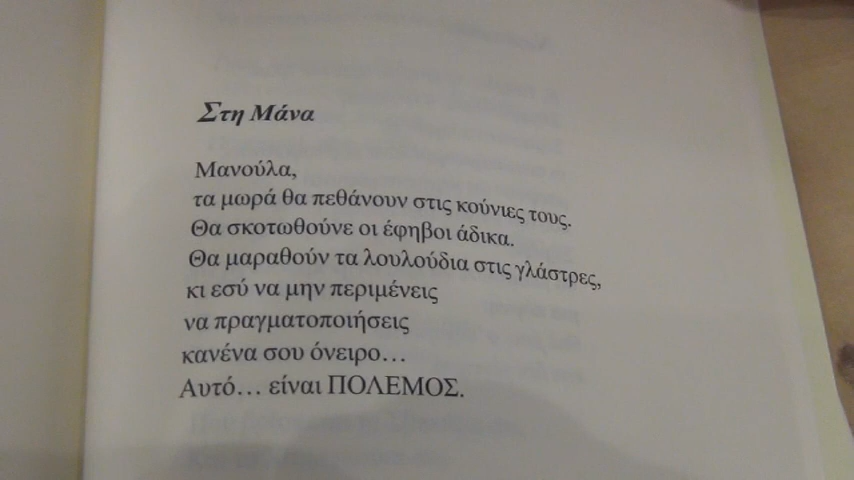 Στη Μάνα
Μανούλα,
τα μωρά θα πεθάνουν στις κούνιες τους.
Θα σκοτωθούνε οι έφηβοι άδικα.
Θα μαραθούν τα λουλούδια στις γλάστρες,
κι εσύ να μην περιμένεις
να πραγματοποιήσεις
κανένα σου όνειρο…
Αυτό… είναι ΠΟΛΕΜΟΣ.